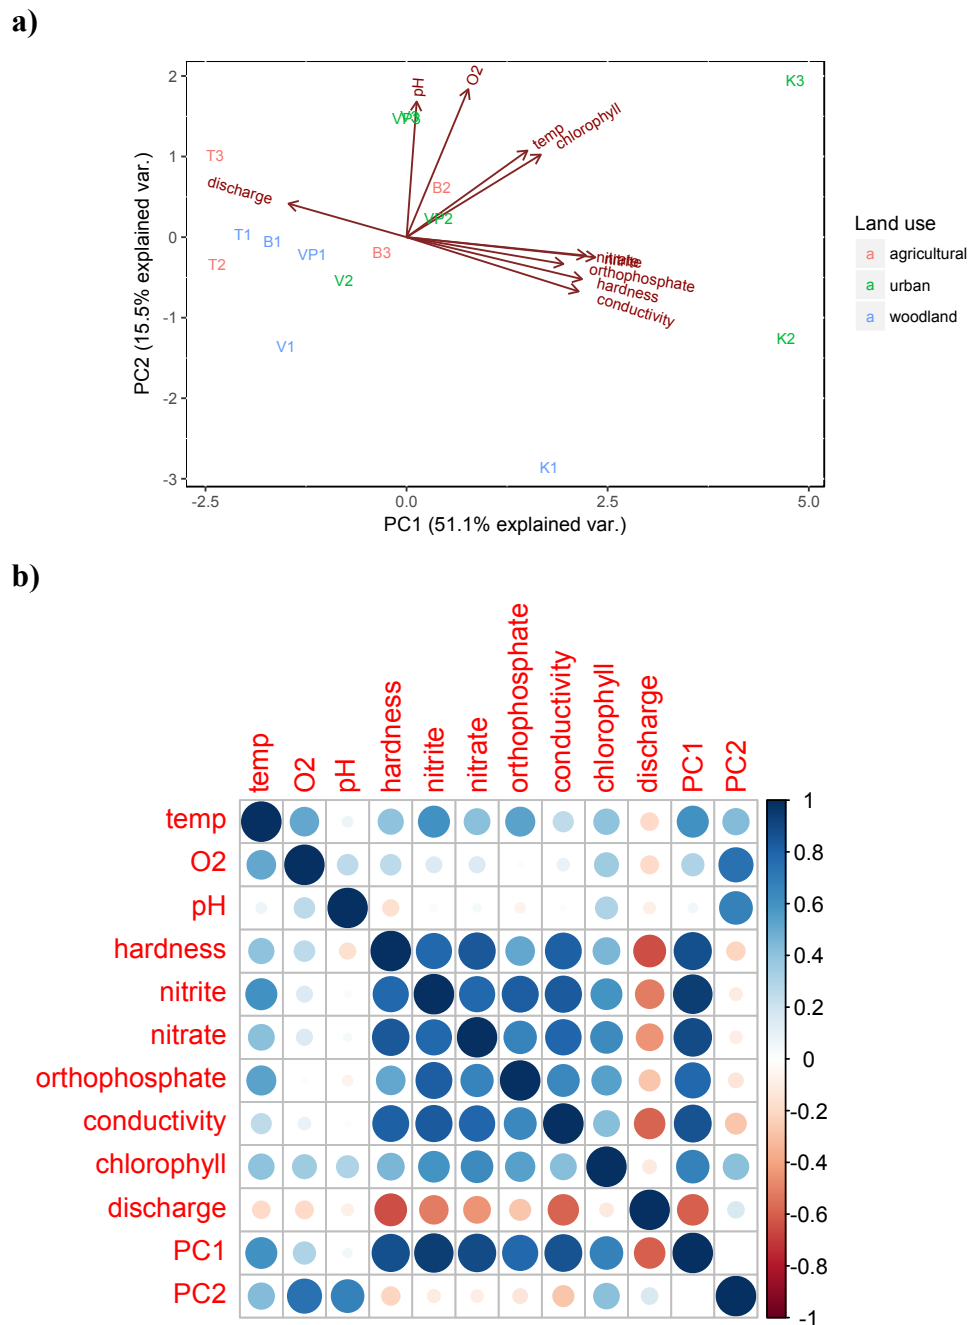 a)
2
1
0
-1
-2
-3
-2.5
0.0
2.5
5.0
PC2 (15.5% explained var.)
PC1 (51.1% explained var.)
pH
O2
temp
chlorophyll
discharge
nitrate
orthophosphate
hardness
conductivity
K3
T3
B2
VP2
T1
B1
VP1
B3
T2
V2
V1
K2
K1
Land use
a agricultural
a urban
a woodland
b)
temp
O2
pH
hardness
nitrite
nitrate
orthophosphate
conductivity
chlorophyll
discharge
PC1
PC2
temp
O2
pH
hardness
nitrite
nitrate
orthophosphate
conductivity
chlorophyll
discharge
PC1
PC2
1
0.8
0.6
0.4
0.2
0
-0.2
-0.4
-0.6
-0.8
-1